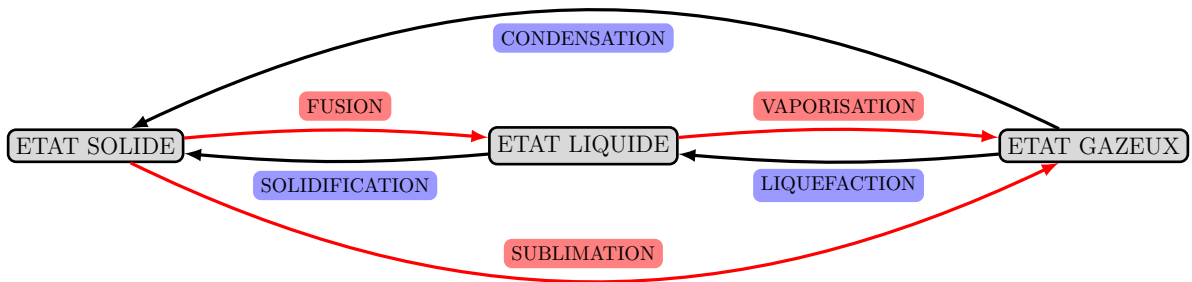 CONDENSATION
FUSION
VAPORISATION
ETAT SOLIDE
ETAT LIQUIDE
ETAT GAZEUX
SOLIDIFICATION
LIQUEFACTION
SUBLIMATION